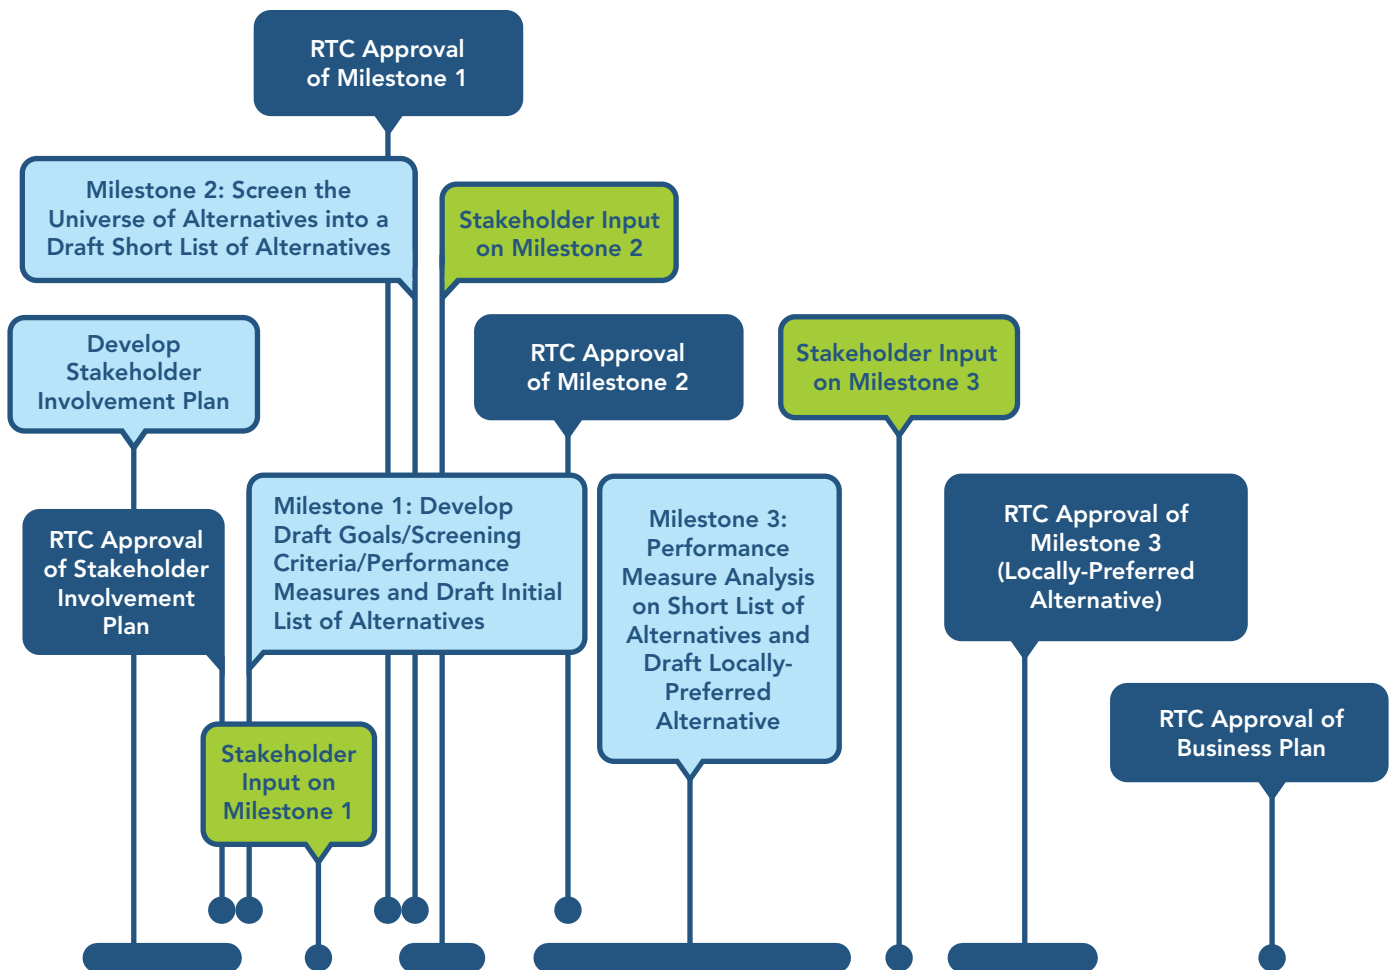 RTC Approval
of Milestone 1
Milestone 2: Screen the
Universe of Alternatives into a
Draft Short List of Alternatives
Stakeholder Input
on Milestone 2
Develop
Stakeholder
Involvement Plan
RTC Approval
of Milestone 2
Stakeholder Input
on Milestone 3
RTC Approval
of Stakeholder
Involvement
Plan
Milestone 1: Develop
Draft Goals/Screening
Criteria/Performance
Measures and Draft Initial
List of Alternatives
Milestone 3:
Performance
Measure Analysis
on Short List of
Alternatives and
Draft Locally-
Preferred
Alternative
RTC Approval of
Milestone 3
(Locally-Preferred
Alternative)
Stakeholder
Input on
Milestone 1
RTC Approval of
Business Plan